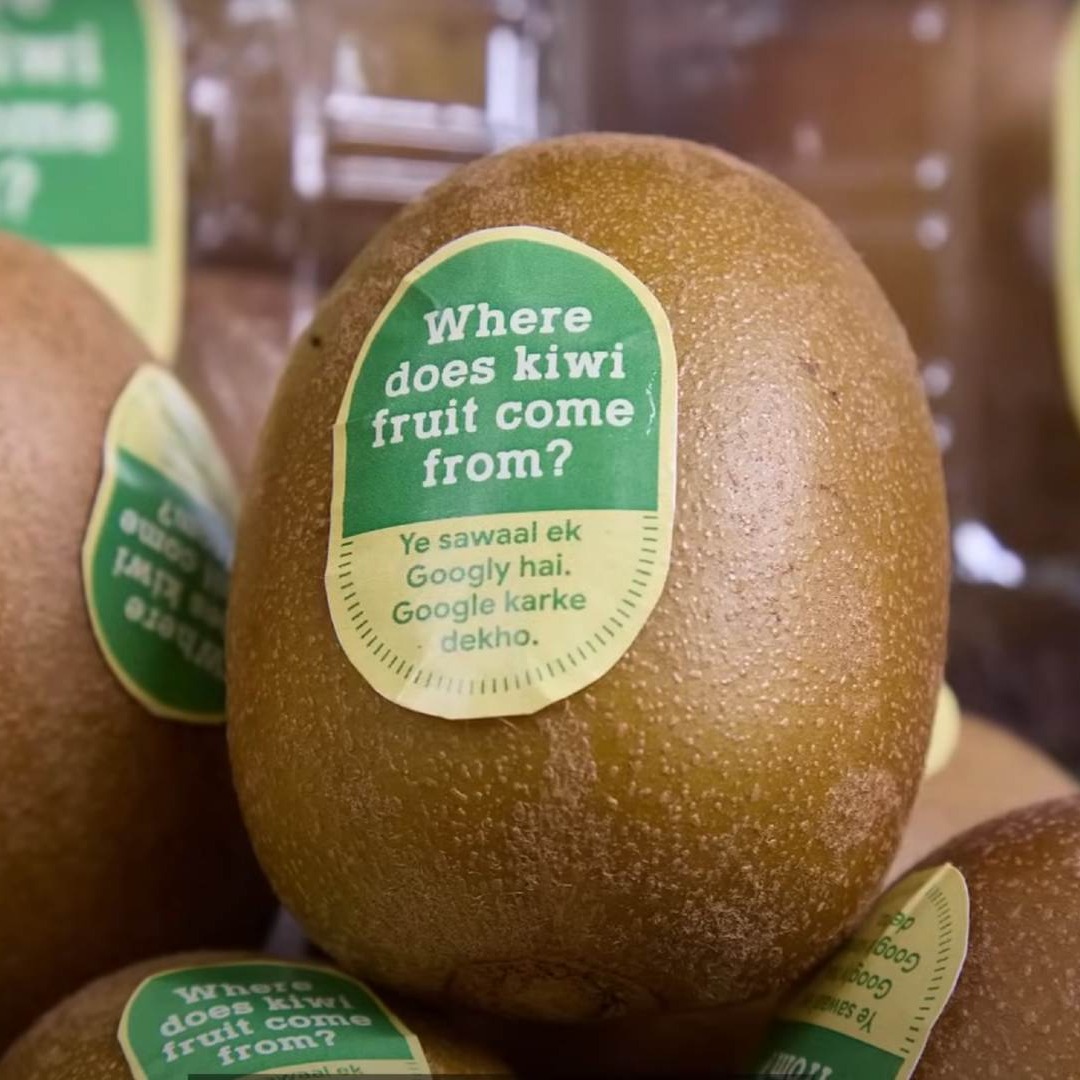 Where
does kiwi
fruit come
from?
Ye sawaal ek
Googly hai.
Google karke
dekho.
Where
does kiwi
fruit come
from?